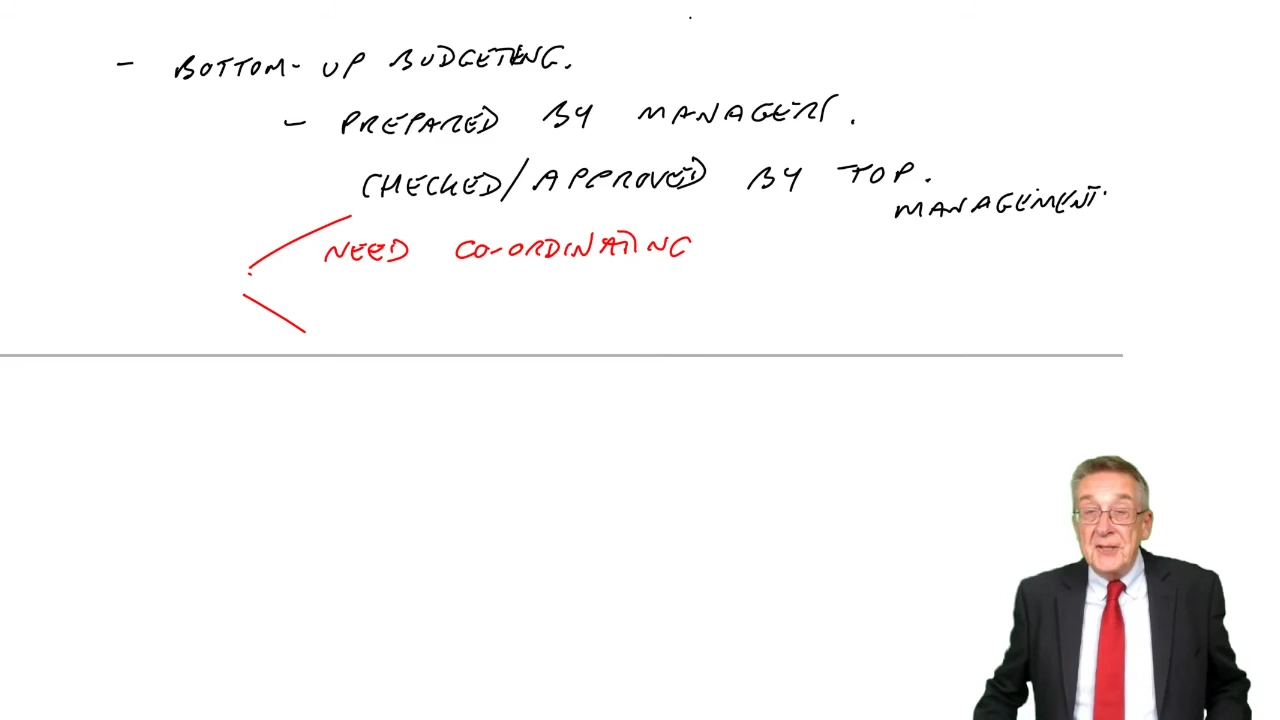 - BOTTOM-UP BUDGETING.
- PREPARED BY MANAGERS.
CHECKED/APPROVED BY TOP.
MANAGEMENT.
NEED CO-ORDINATING